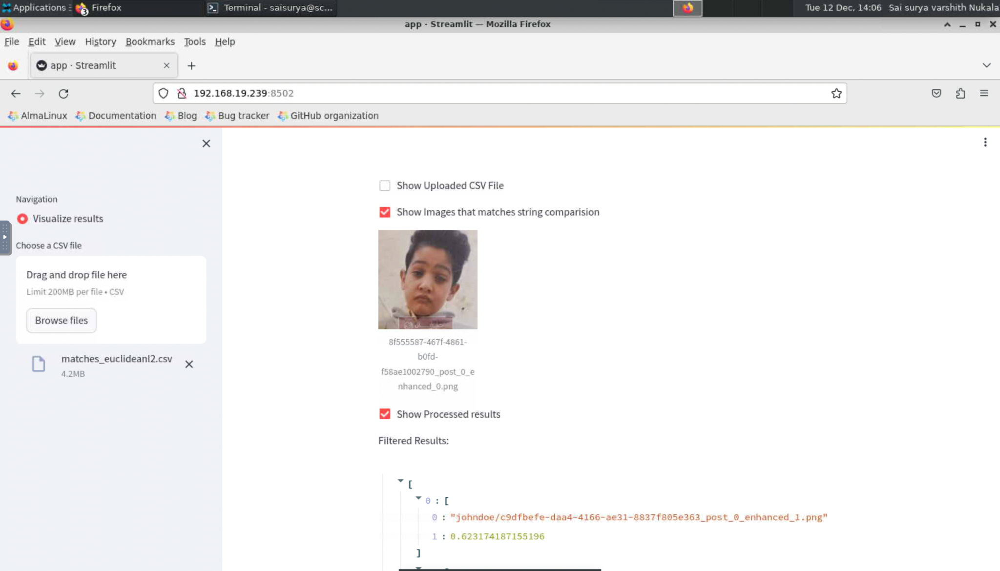 Applications
3
Firefox
Terminal - saisurya@sc...
Tue 12 Dec, 14:06
Sai surya varshith Nukala
app · Streamlit — Mozilla Firefox
File Edit View History Bookmarks Tools Help
app · Streamlit
192.168.19.239:8502
AlmaLinux Documentation Blog Bug tracker GitHub organization
Navigation
Visualize results
Choose a CSV file
Drag and drop file here
Limit 200MB per file • CSV
Browse files
matches_euclideanl2.csv
4.2MB
Show Uploaded CSV File
Show Images that matches string comparision
8f555587-467f-4861-
b0fd-
f58ae1002790_post_0_e
nhanced_0.png
Show Processed results
Filtered Results:
[
0 : [
0 : "johndoe/c9dfbefe-daa4-4166-ae31-8837f805e363_post_0_enhanced_1.png"
1 : 0.623174187155196
]